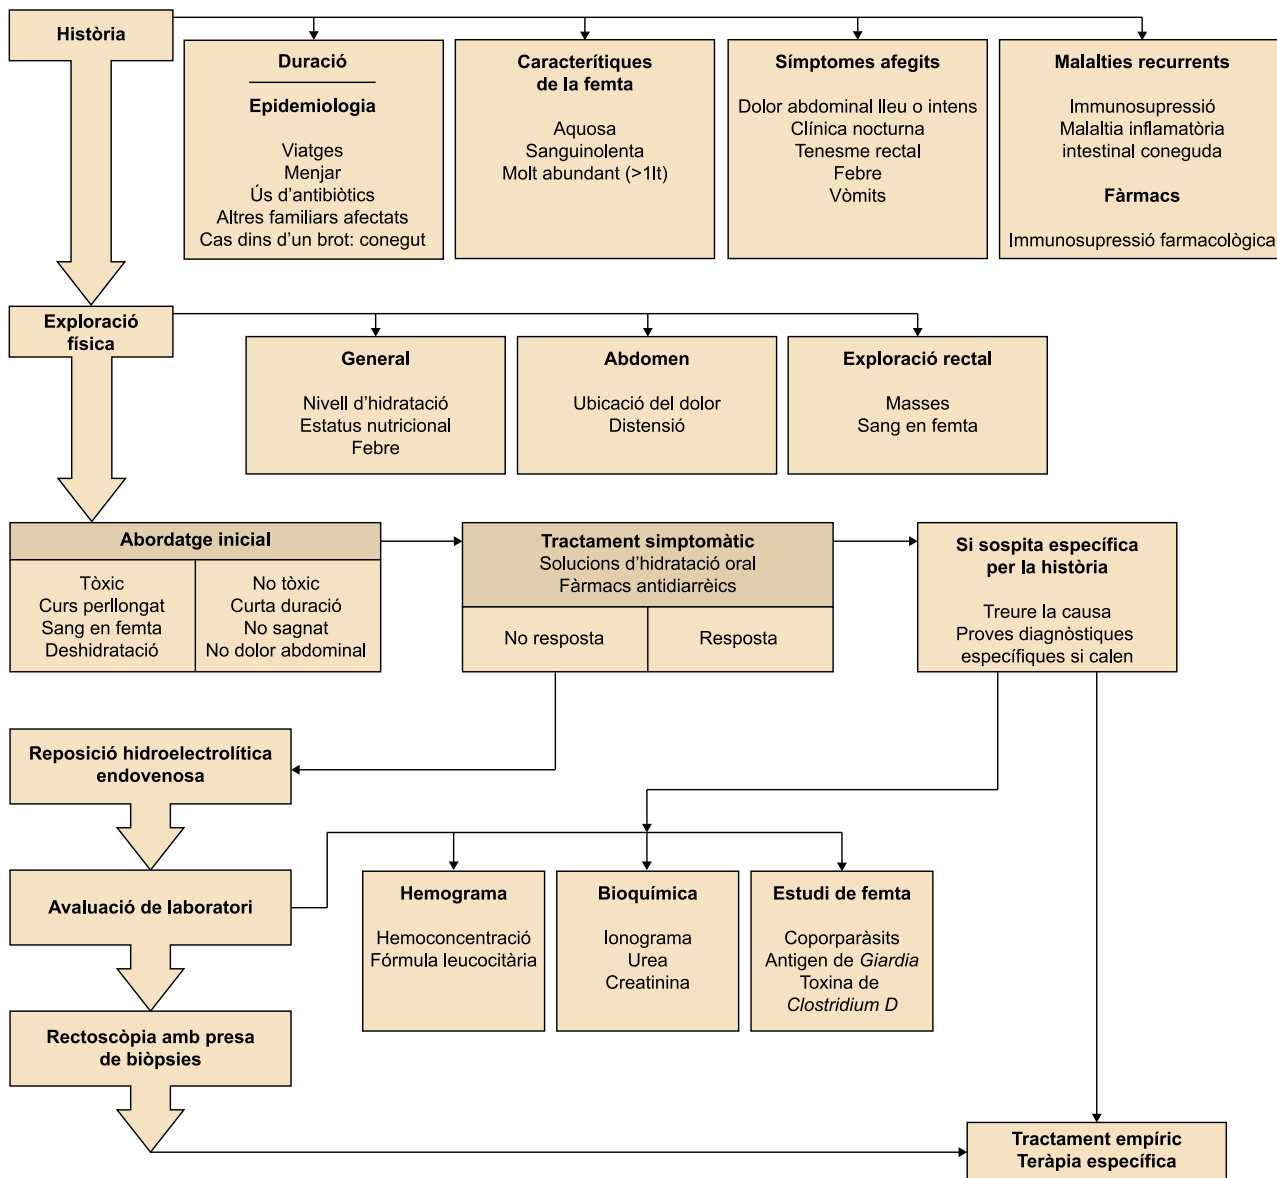 Història
Duració
Epidemiologia
Viatges
Menjar
Ús d’antibiòtics
Altres familiars afectats
Cas dins d’un brot: conegut
Caracterítiques
de la femta
Aquosa
Sanguinolenta
Molt abundant (>1lt)
Símptomes afegits
Dolor abdominal lleu o intens
Clínica nocturna
Tenesme rectal
Febre
Vòmits
Malalties recurrents
Immunosupressió
Malaltia inflamatòria
intestinal coneguda
Fàrmacs
Immunosupressió farmacològica
Exploració
física
General
Nivell d’hidratació
Estatus nutricional
Febre
Abdomen
Ubicació del dolor
Distensió
Exploració rectal
Masses
Sang en femta
Abordatge inicial
Tòxic
Curs perllongat
Sang en femta
Deshidratació
No tòxic
Curta duració
No sagnat
No dolor abdominal
Tractament simptomàtic
Solucions d’hidratació oral
Fàrmacs antidiarrèics
No resposta
Resposta
Si sospita específica
per la història
Treure la causa
Proves diagnòstiques
específiques si calen
Reposició hidroelectrolítica
endovenosa
Avaluació de laboratori
Hemograma
Hemoconcentració
Fórmula leucocitària
Bioquímica
Ionograma
Urea
Creatinina
Estudi de femta
Coporparàsits
Antigen de Giardia
Toxina de
Clostridium D
Rectoscòpia amb presa
de biòpsies
Tractament empíric
Teràpia específica